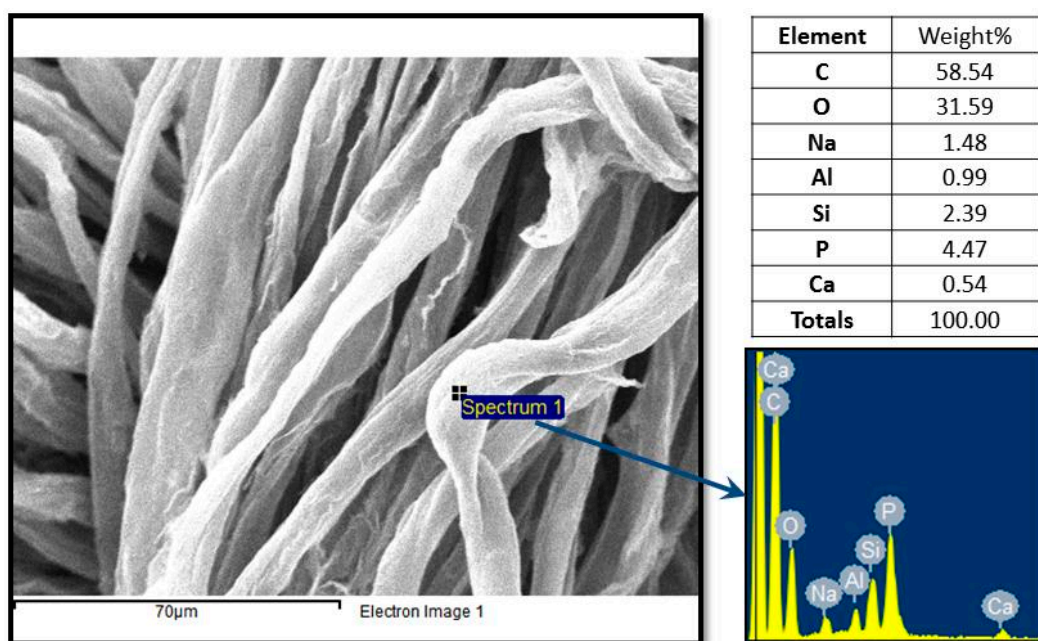 Spectrum 1
70µm
Electron Image 1
Element Weight%
C 58.54
O 31.59
Na 1.48
Al 0.99
Si 2.39
P 4.47
Ca 0.54
Totals 100.00
Ca
C
O
Na
Al
Si
P
Ca